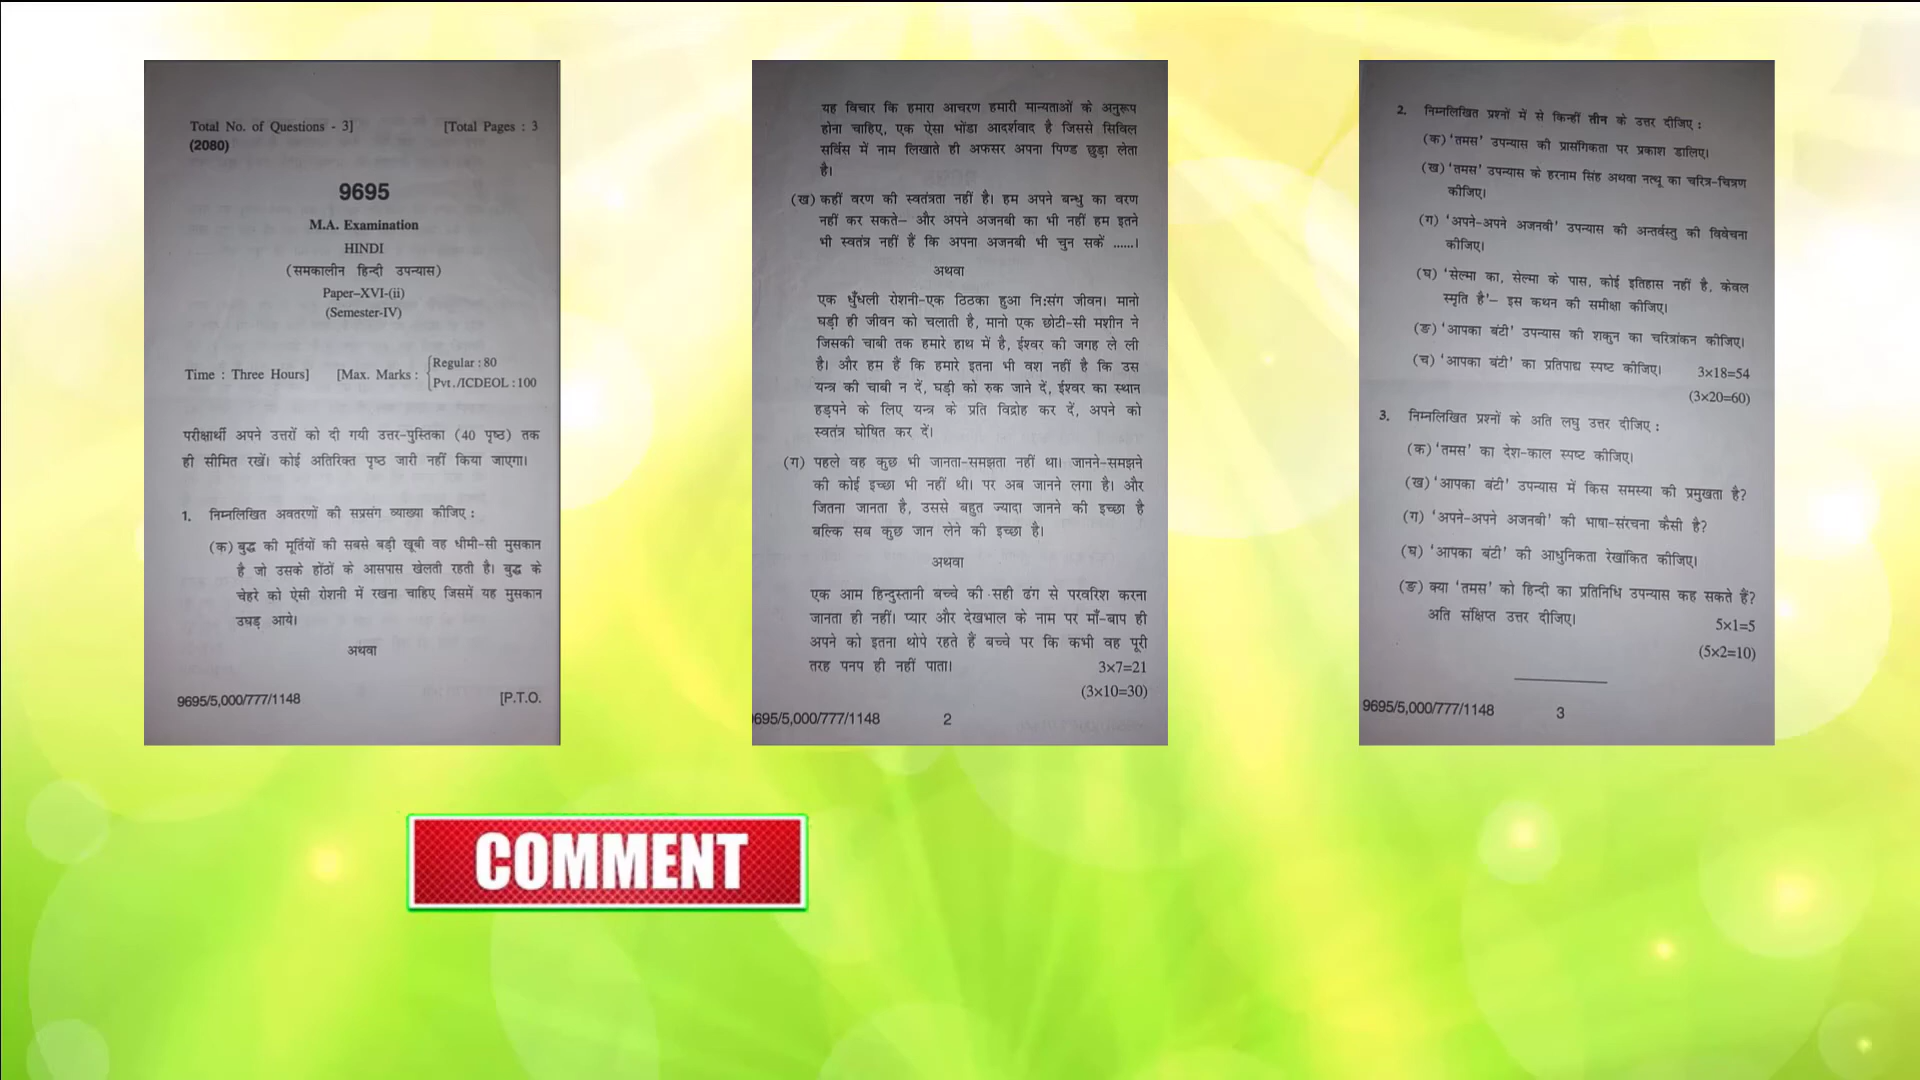 Total No. of Questions - 3] [Total Pages : 3
(2080)
9695
M.A. Examination
HINDI
(समकालीन हिन्दी उपन्यास)
Paper–XVI-(ii)
(Semester-IV)
Time : Three Hours] [Max. Marks : {Regular : 80
Pvt./ICDEOL : 100
परीक्षार्थी अपने उत्तरों को दी गयी उत्तर-पुस्तिका (40 पृष्ठ) तक
ही सीमित रखें। कोई अतिरिक्त पृष्ठ जारी नहीं किया जाएगा।
1. निम्नलिखित अवतरणों की सप्रसंग व्याख्या कीजिए :
(क) बुद्ध की मूर्तियों की सबसे बड़ी खूबी वह धीमी-सी मुसकान
है जो उसके होंठों के आसपास खेलती रहती है। बुद्ध के
चेहरे को ऐसी रोशनी में रखना चाहिए जिसमें यह मुसकान
उघड़ आये।
अथवा
9695/5,000/777/1148 [P.T.O.
यह विचार कि हमारा आचरण हमारी मान्यताओं के अनुरूप
होना चाहिए, एक ऐसा भोंडा आदर्शवाद है जिससे सिविल
सर्विस में नाम लिखाते ही अफसर अपना पिण्ड छुड़ा लेता
है।
(ख) कहीं वरण की स्वतंत्रता नहीं है। हम अपने बन्धु का वरण
नहीं कर सकते– और अपने अजनबी का भी नहीं हम इतने
भी स्वतंत्र नहीं हैं कि अपना अजनबी भी चुन सकें ......।
अथवा
एक धुँधली रोशनी-एक ठिठका हुआ नि:संग जीवन। मानो
घड़ी ही जीवन को चलाती है, मानो एक छोटी-सी मशीन ने
जिसकी चाबी तक हमारे हाथ में है, ईश्वर की जगह ले ली
है। और हम हैं कि हमारे इतना भी वश नहीं है कि उस
यन्त्र की चाबी न दें, घड़ी को रुक जाने दें, ईश्वर का स्थान
हड़पने के लिए यन्त्र के प्रति विद्रोह कर दें, अपने को
स्वतंत्र घोषित कर दें।
(ग) पहले वह कुछ भी जानता-समझता नहीं था। जानने-समझने
की कोई इच्छा भी नहीं थी। पर अब जानने लगा है। और
जितना जानता है, उससे बहुत ज्यादा जानने की इच्छा है
बल्कि सब कुछ जान लेने की इच्छा है।
अथवा
एक आम हिन्दुस्तानी बच्चे की सही ढंग से परवरिश करना
जानता ही नहीं। प्यार और देखभाल के नाम पर माँ-बाप ही
अपने को इतना थोपे रहते हैं बच्चे पर कि कभी वह पूरी
तरह पनप ही नहीं पाता। 3×7=21
(3×10=30)
9695/5,000/777/1148 2
2. निम्नलिखित प्रश्नों में से किन्हीं तीन के उत्तर दीजिए :
(क) 'तमस' उपन्यास की प्रासंगिकता पर प्रकाश डालिए।
(ख) 'तमस' उपन्यास के हरनाम सिंह अथवा नत्थू का चरित्र-चित्रण
कीजिए।
(ग) 'अपने-अपने अजनबी' उपन्यास की अन्तर्वस्तु की विवेचना
कीजिए।
(घ) 'सेल्मा का, सेल्मा के पास, कोई इतिहास नहीं है, केवल
स्मृति है'– इस कथन की समीक्षा कीजिए।
(ङ) 'आपका बंटी' उपन्यास की शकुन का चरित्रांकन कीजिए।
(च) 'आपका बंटी' का प्रतिपाद्य स्पष्ट कीजिए। 3×18=54
(3×20=60)
3. निम्नलिखित प्रश्नों के अति लघु उत्तर दीजिए :
(क) 'तमस' का देश-काल स्पष्ट कीजिए।
(ख) 'आपका बंटी' उपन्यास में किस समस्या की प्रमुखता है?
(ग) 'अपने-अपने अजनबी' की भाषा-संरचना कैसी है?
(घ) 'आपका बंटी' की आधुनिकता रेखांकित कीजिए।
(ङ) क्या 'तमस' को हिन्दी का प्रतिनिधि उपन्यास कह सकते हैं?
अति संक्षिप्त उत्तर दीजिए। 5×1=5
(5×2=10)
9695/5,000/777/1148 3
COMMENT